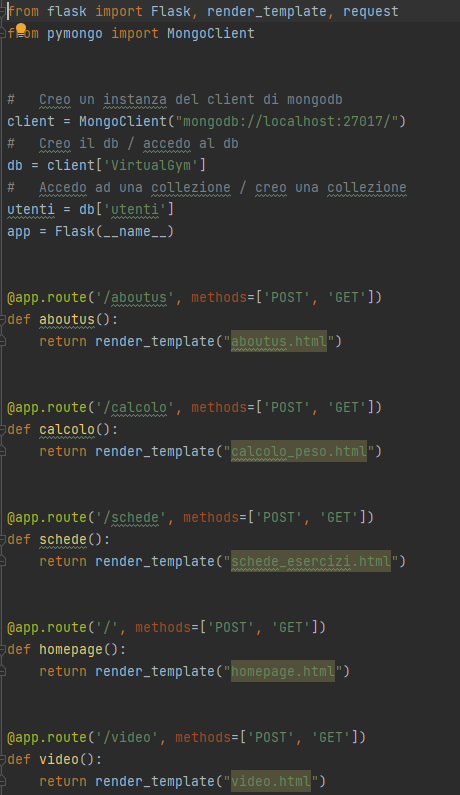 from flask import Flask, render_template, request
from pymongo import MongoClient
#   Creo un instanza del client di mongodb
client = MongoClient("mongodb://localhost:27017/")
#   Creo il db / accedo al db
db = client['VirtualGym']
#   Accedo ad una collezione / creo una collezione
utenti = db['utenti']
app = Flask(__name__)
@app.route('/aboutus', methods=['POST', 'GET'])
def aboutus():
    return render_template("aboutus.html")
@app.route('/calcolo', methods=['POST', 'GET'])
def calcolo():
    return render_template("calcolo_peso.html")
@app.route('/schede', methods=['POST', 'GET'])
def schede():
    return render_template("schede_esercizi.html")
@app.route('/', methods=['POST', 'GET'])
def homepage():
    return render_template("homepage.html")
@app.route('/video', methods=['POST', 'GET'])
def video():
    return render_template("video.html")